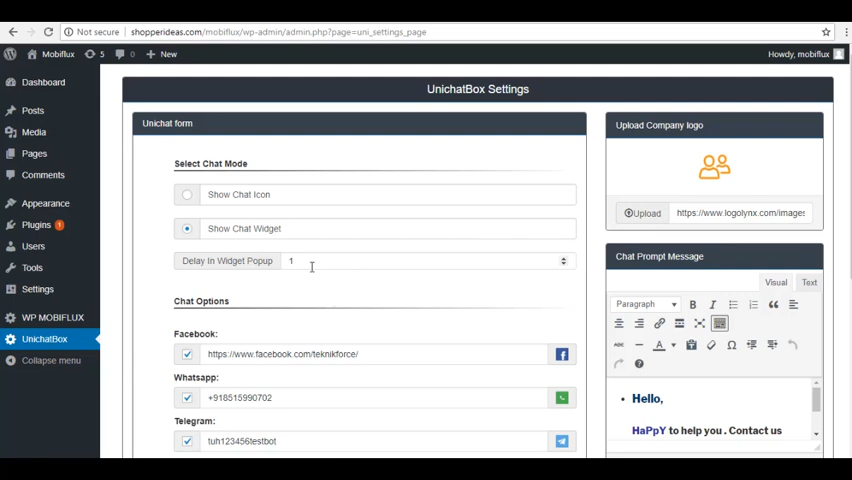 Not secure | shopperideas.com/mobiflux/wp-admin/admin.php?page=uni_settings_page
Mobiflux 5 0 New
Howdy, mobiflux
Dashboard
Posts
Media
Pages
Comments
Appearance
Plugins 1
Users
Tools
Settings
WP MOBIFLUX
UnichatBox
Collapse menu
UnichatBox Settings
Unichat form
Select Chat Mode
Show Chat Icon
Show Chat Widget
Delay In Widget Popup 1
Chat Options
Facebook:
https://www.facebook.com/teknikforce/
Whatsapp:
+918515990702
Telegram:
tuh123456testbot
Upload Company logo
Upload https://www.logolynx.com/images
Chat Prompt Message
Visual Text
Paragraph B I
ABC A
Hello,
HaPpY to help you . Contact us